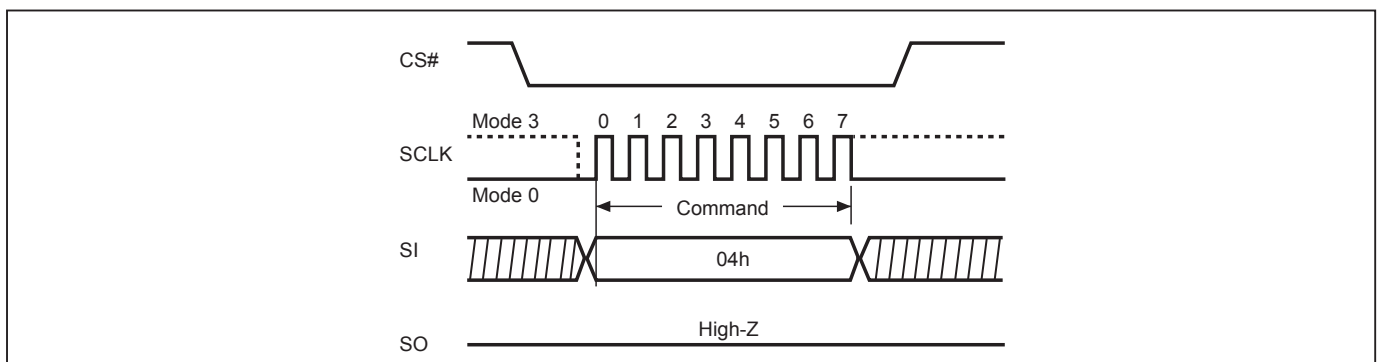 CS#
Mode 3 0 1 2 3 4 5 6 7
SCLK
Mode 0
Command
SI 04h
High-Z
SO